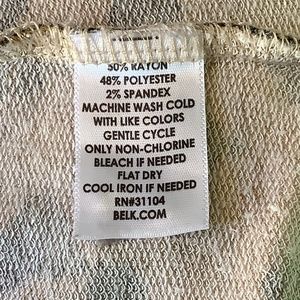 50% RAYON
48% POLYESTER
2% SPANDEX
MACHINE WASH COLD
WITH LIKE COLORS
GENTLE CYCLE
ONLY NON-CHLORINE
BLEACH IF NEEDED
FLAT DRY
COOL IRON IF NEEDED
RN#31104
BELK.COM